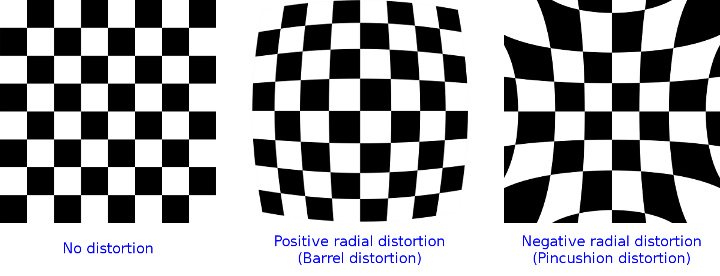 No distortion
Positive radial distortion
(Barrel distortion)
Negative radial distortion
(Pincushion distortion)